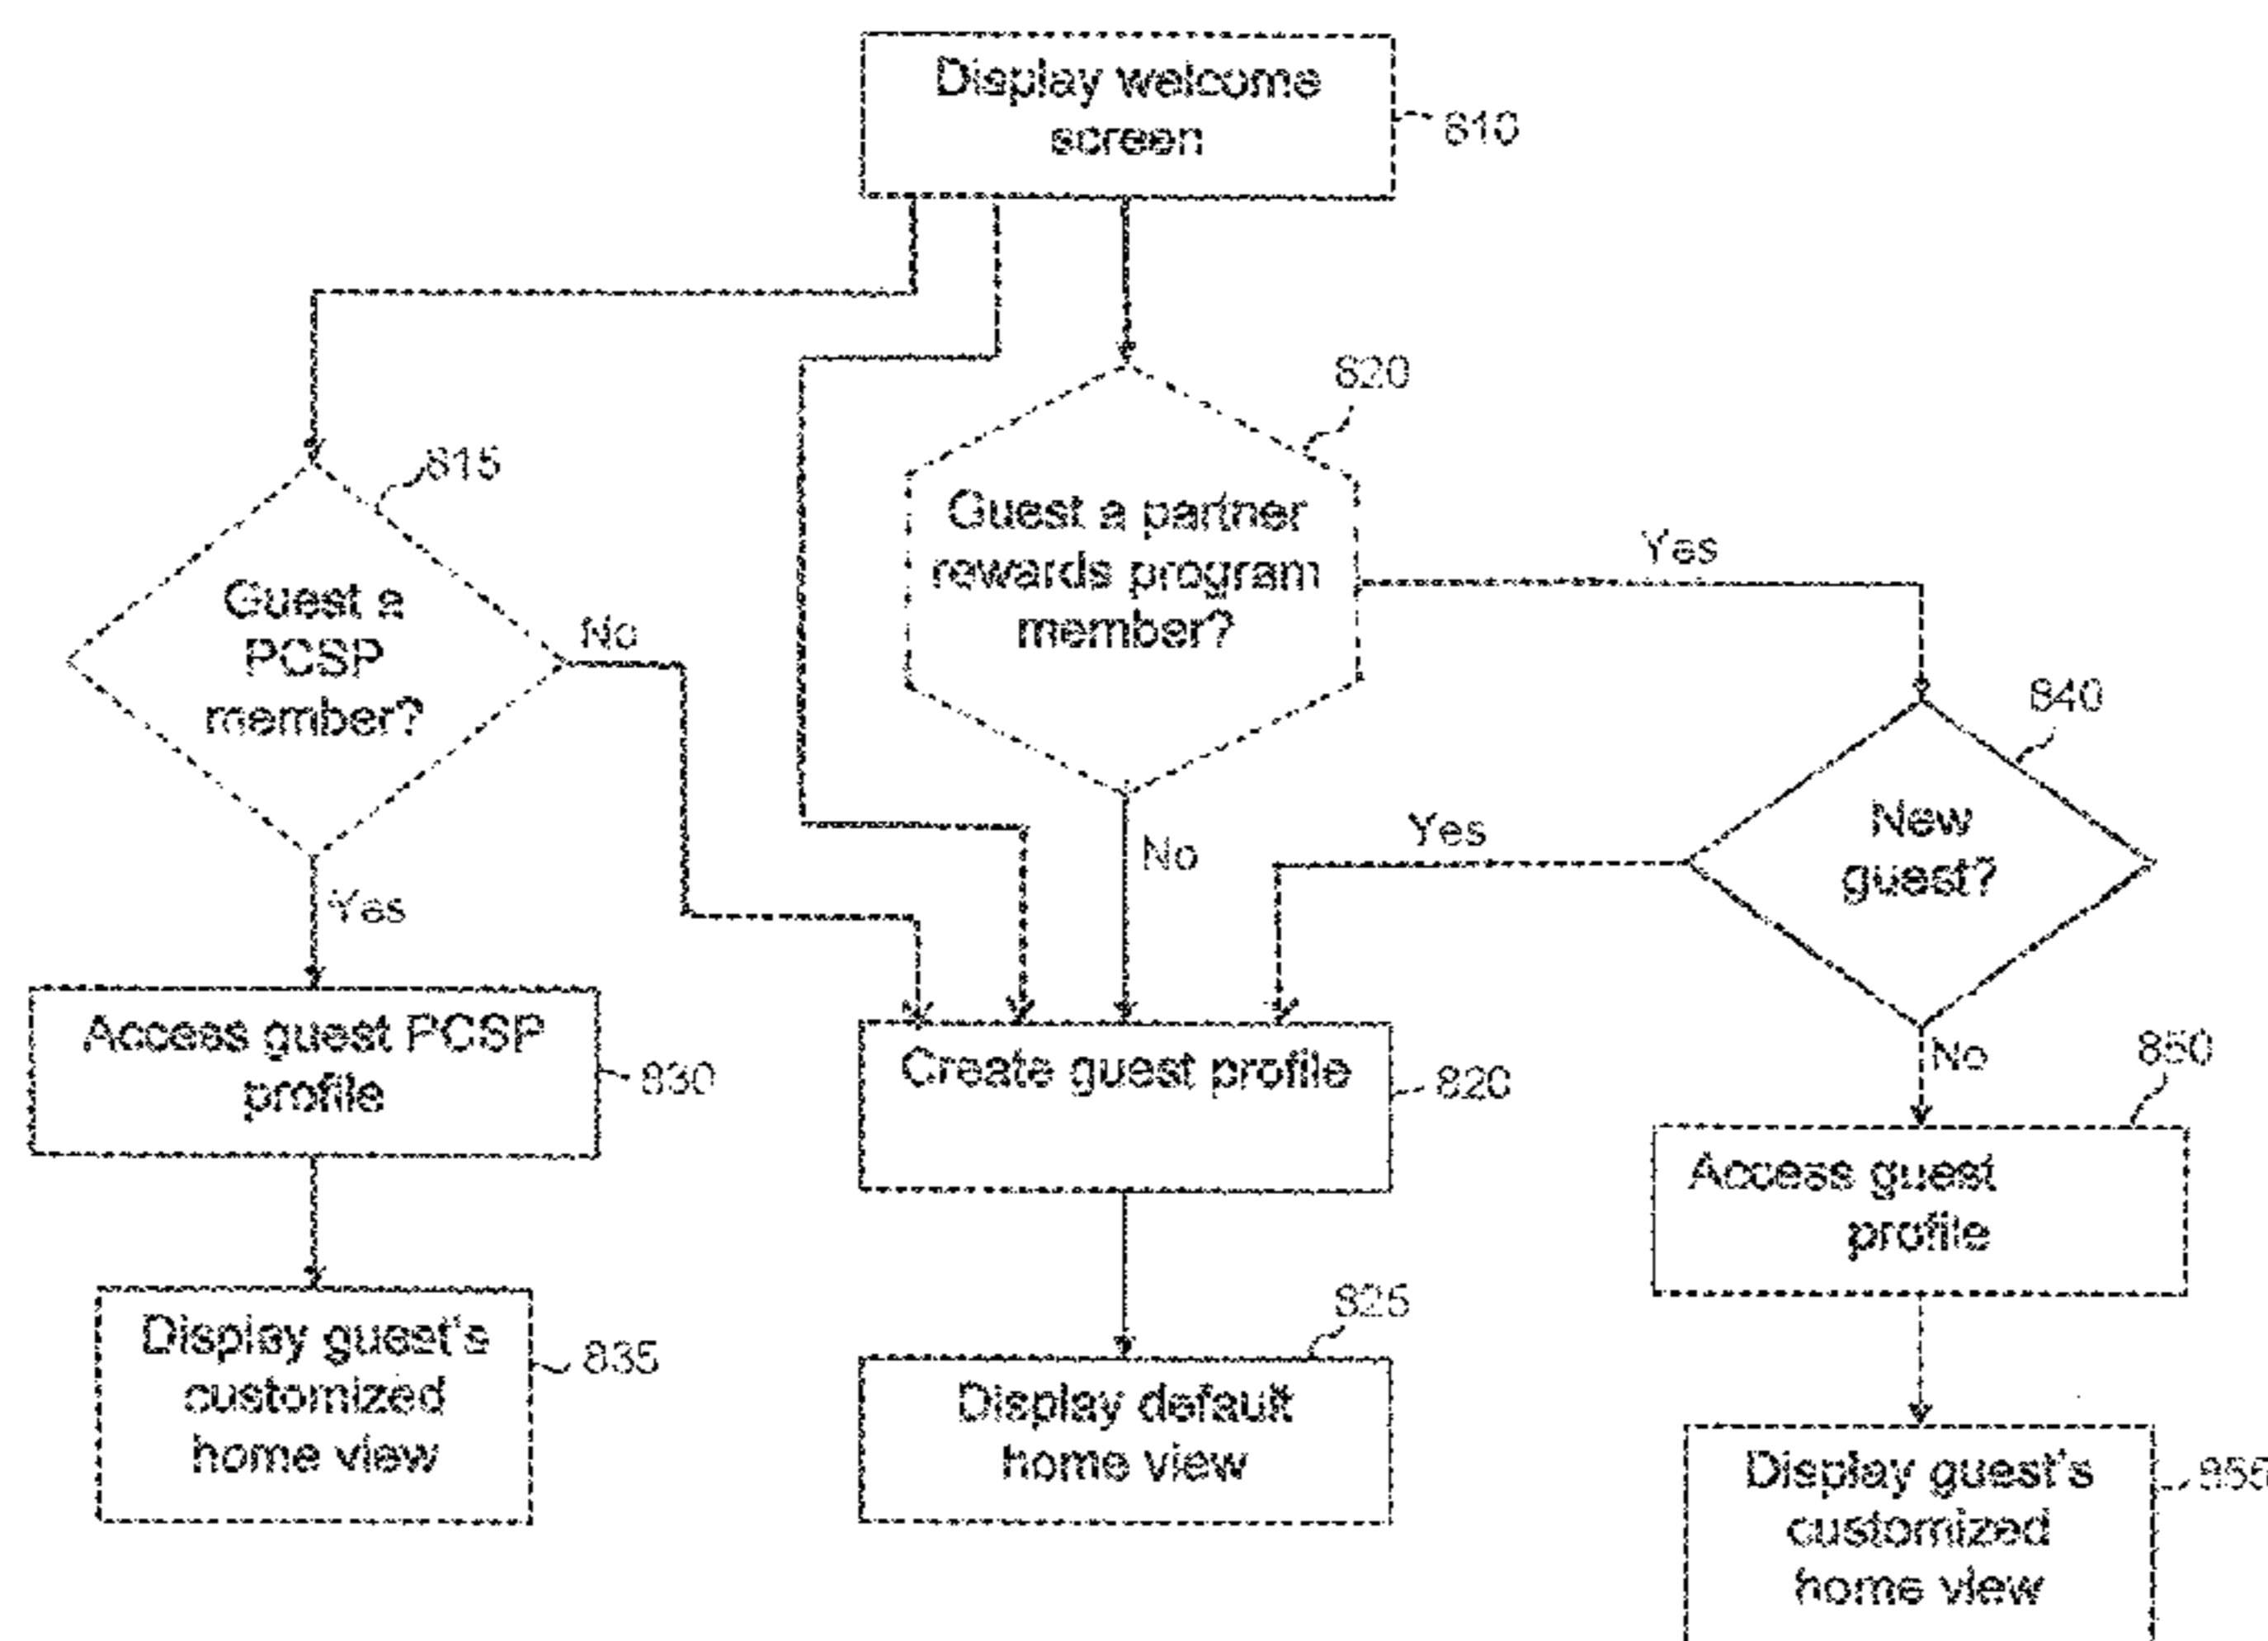 Display welcome
screen
810
820
815
Guest a partner
rewards program
member?
Yes
Guest a
PCSP
member?
No
840
New
guest?
Yes
No
Yes
No
850
Access guest PCSP
profile
830
Create guest profile
820
Access guest
profile
Display guest's
customized
home view
835
825
Display default
home view
Display guest's
customized
home view